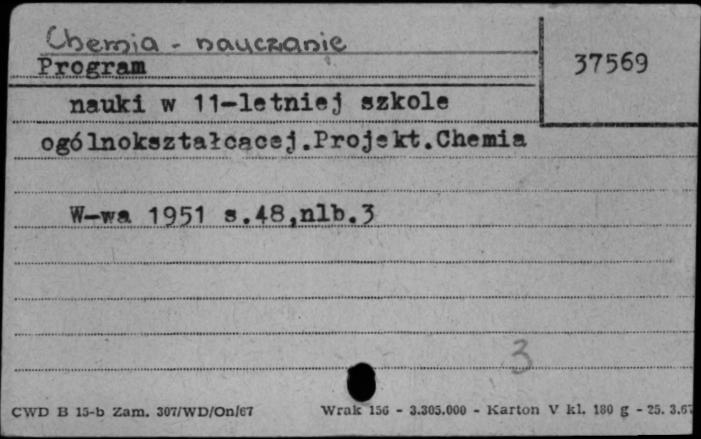 Chemia - nauczanie
Program
37569
nauki w 11-letniej szkole
ogólnokształcącej.Projekt.Chemia
W-wa 1951 s.48,nlb.3
3
CWD B 15-b Zam. 307/WD/On/67 Wrak 156 - 3.305.000 - Karton V kl. 180 g - 25. 3.67